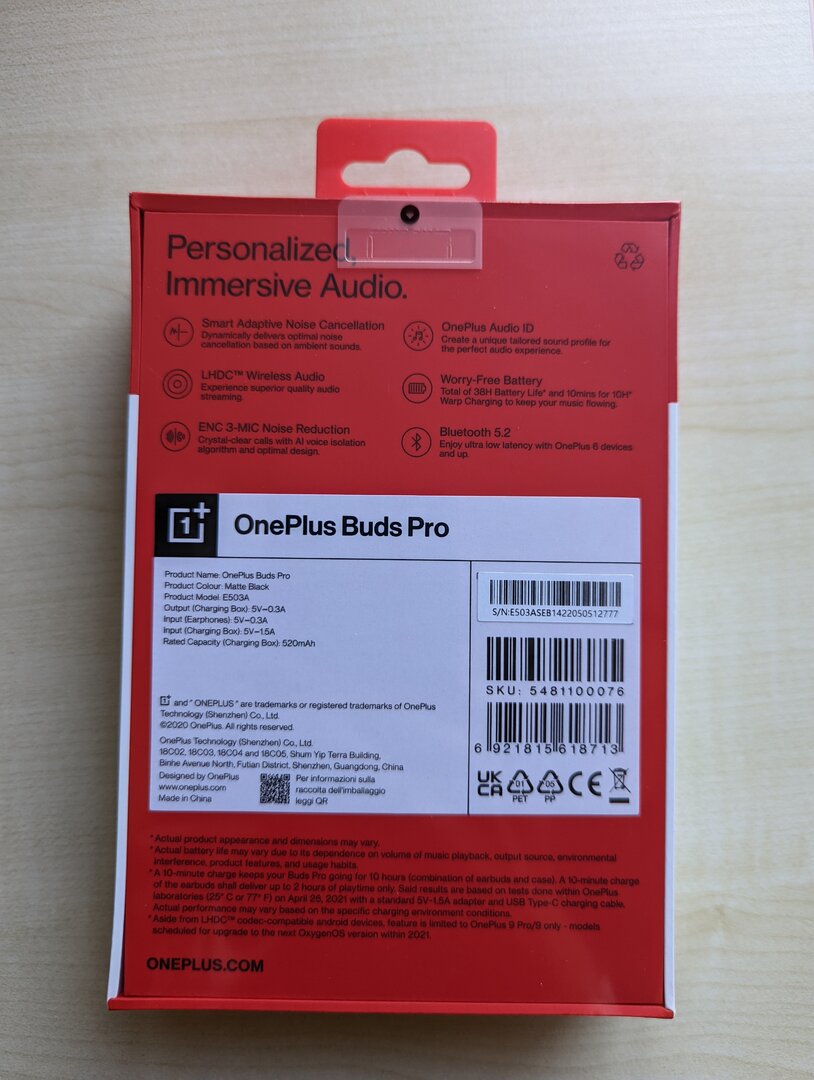 Personalized,
Immersive Audio.
Smart Adaptive Noise Cancellation
Dynamically delivers optimal noise
cancellation based on ambient sounds.
OnePlus Audio ID
Create a unique tailored sound profile for
the perfect audio experience.
LHDC™ Wireless Audio
Experience superior quality audio
streaming.
Worry-Free Battery
Total of 38H Battery Life* and 10mins for 10H*
Warp Charging to keep your music flowing.
ENC 3-MIC Noise Reduction
Crystal-clear calls with AI voice isolation
algorithm and optimal design.
Bluetooth 5.2
Enjoy ultra low latency with OnePlus 6 devices
and up.
1+ OnePlus Buds Pro
Product Name: OnePlus Buds Pro
Product Colour: Matte Black
Product Model: E503A
Output (Charging Box): 5V⎓0.3A
Input (Earphones): 5V⎓0.3A
Input (Charging Box): 5V⎓1.5A
Rated Capacity (Charging Box): 520mAh
1+ and " ONEPLUS " are trademarks or registered trademarks of OnePlus
Technology (Shenzhen) Co., Ltd.
©2020 OnePlus. All rights reserved.
OnePlus Technology (Shenzhen) Co., Ltd.
18C02, 18C03, 18C04 and 18C05, Shum Yip Terra Building,
Binhe Avenue North, Futian District, Shenzhen, Guangdong, China
Designed by OnePlus
www.oneplus.com
Made in China
Per informazioni sulla
raccolta dell'imballaggio
leggi QR
S/N:E503ASEB1422050512777
SKU: 5481100076
6 921815 618713
UK
CA
01
PET
05
PP
CE
*Actual product appearance and dimensions may vary.
*Actual battery life may vary due to its dependence on volume of music playback, output source, environmental
interference, product features, and usage habits.
*A 10-minute charge keeps your Buds Pro going for 10 hours (combination of earbuds and case). A 10-minute charge
of the earbuds shall deliver up to 2 hours of playtime only. Said results are based on tests done within OnePlus
laboratories (25° C or 77° F) on April 26, 2021 with a standard 5V-1.5A adapter and USB Type-C charging cable.
Actual performance may vary based on the specific charging environment conditions.
*Aside from LHDC™ codec-compatible android devices, feature is limited to OnePlus 9 Pro/9 only - models
scheduled for upgrade to the next OxygenOS version within 2021.
ONEPLUS.COM